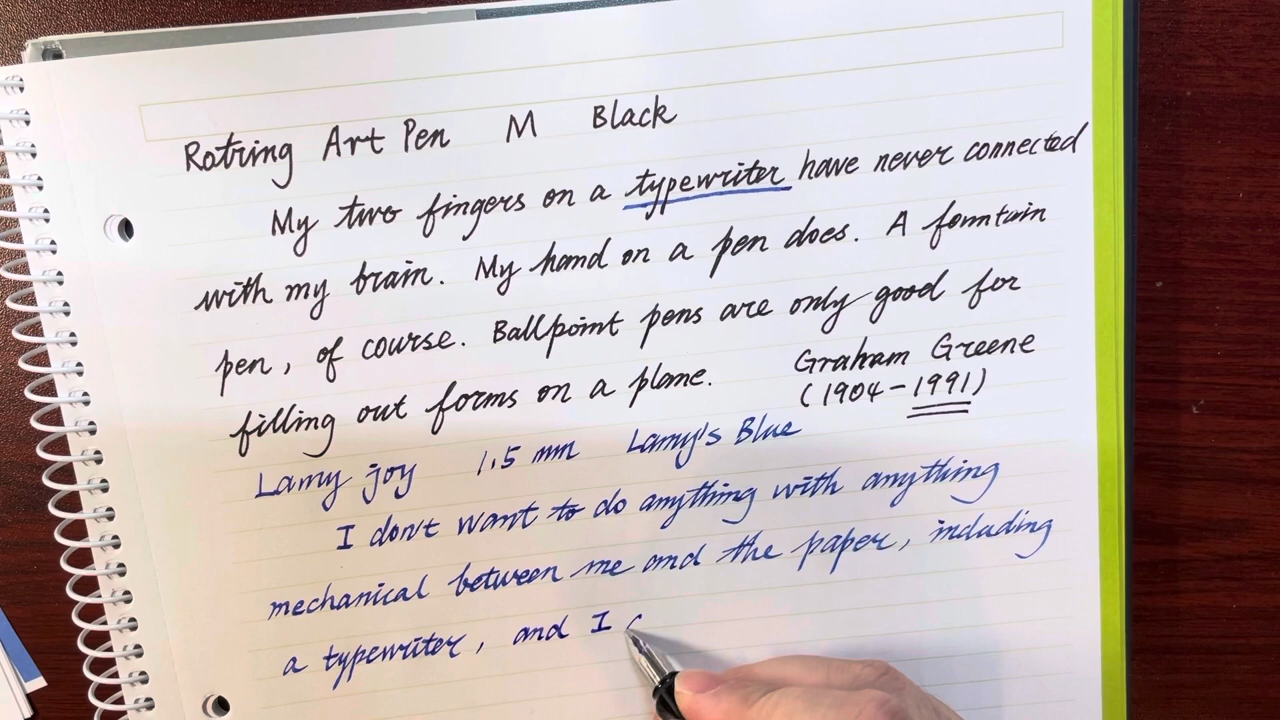 Rotring Art Pen M Black
My two fingers on a typewriter have never connected
with my brain. My hand on a pen does. A fountain
pen, of course. Ballpoint pens are only good for
filling out forms on a plane. Graham Greene
(1904-1991)
Lamy joy 1.5 mm Lamy's Blue
I don't want to do anything with anything
mechanical between me and the paper, including
a typewriter, and I